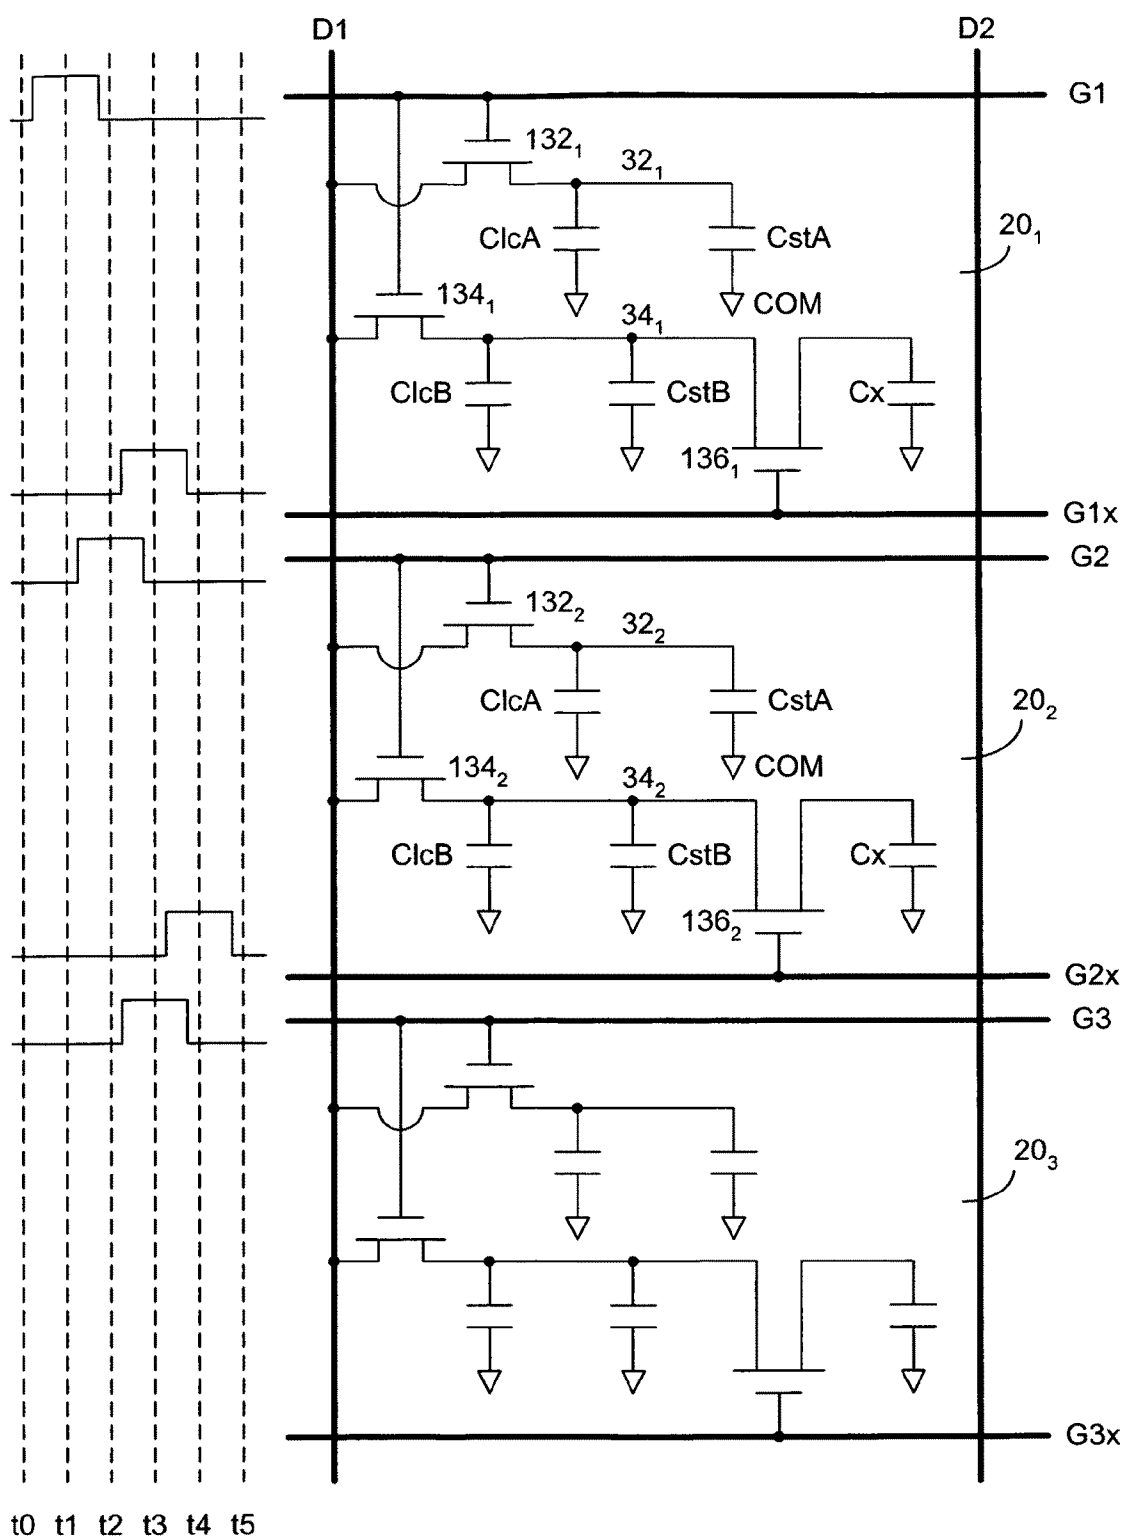 D1 D2
G1
132₁ 32₁
ClcA CstA 20₁
134₁ 34₁ COM
ClcB CstB Cx
136₁
G1x
G2
132₂ 32₂
ClcA CstA 20₂
134₂ 34₂ COM
ClcB CstB Cx
136₂
G2x
G3
20₃
G3x
t0 t1 t2 t3 t4 t5